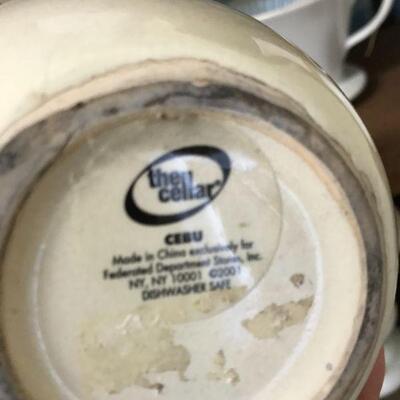 the
cellar®
CEBU
Made in China exclusively for
Federated Department Stores, Inc.
NY, NY 10001 ©2001
DISHWASHER SAFE